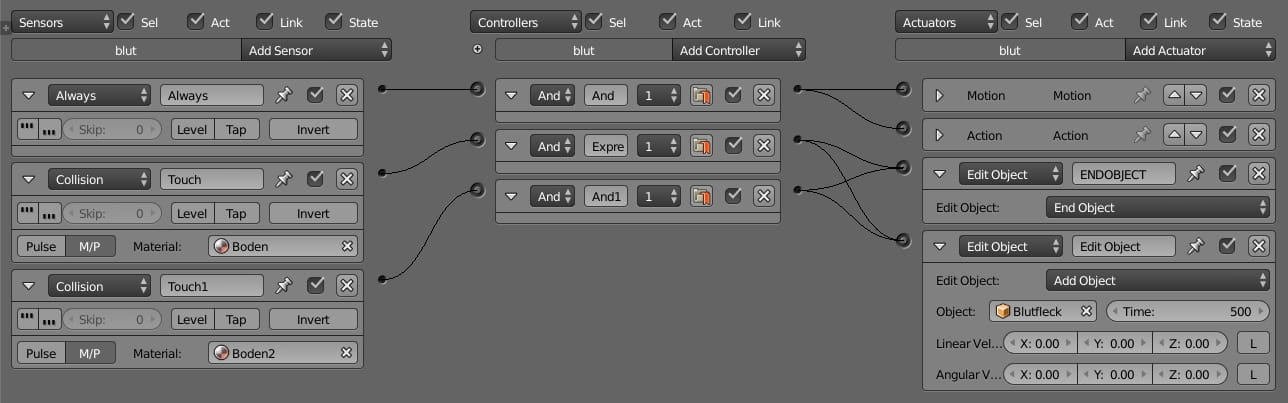 Sensors Sel Act Link State
blut Add Sensor
Always Always
Skip: 0 Level Tap Invert
Collision Touch
Skip: 0 Level Tap Invert
Pulse M/P Material: Boden
Collision Touch1
Skip: 0 Level Tap Invert
Pulse M/P Material: Boden2
Controllers Sel Act Link
blut Add Controller
And And 1
And Expre 1
And And1 1
Actuators Sel Act Link State
blut Add Actuator
Motion Motion
Action Action
Edit Object ENDOBJECT
Edit Object: End Object
Edit Object Edit Object
Edit Object: Add Object
Object: Blutfleck Time: 500
Linear Vel... X: 0.00 Y: 0.00 Z: 0.00 L
Angular V... X: 0.00 Y: 0.00 Z: 0.00 L